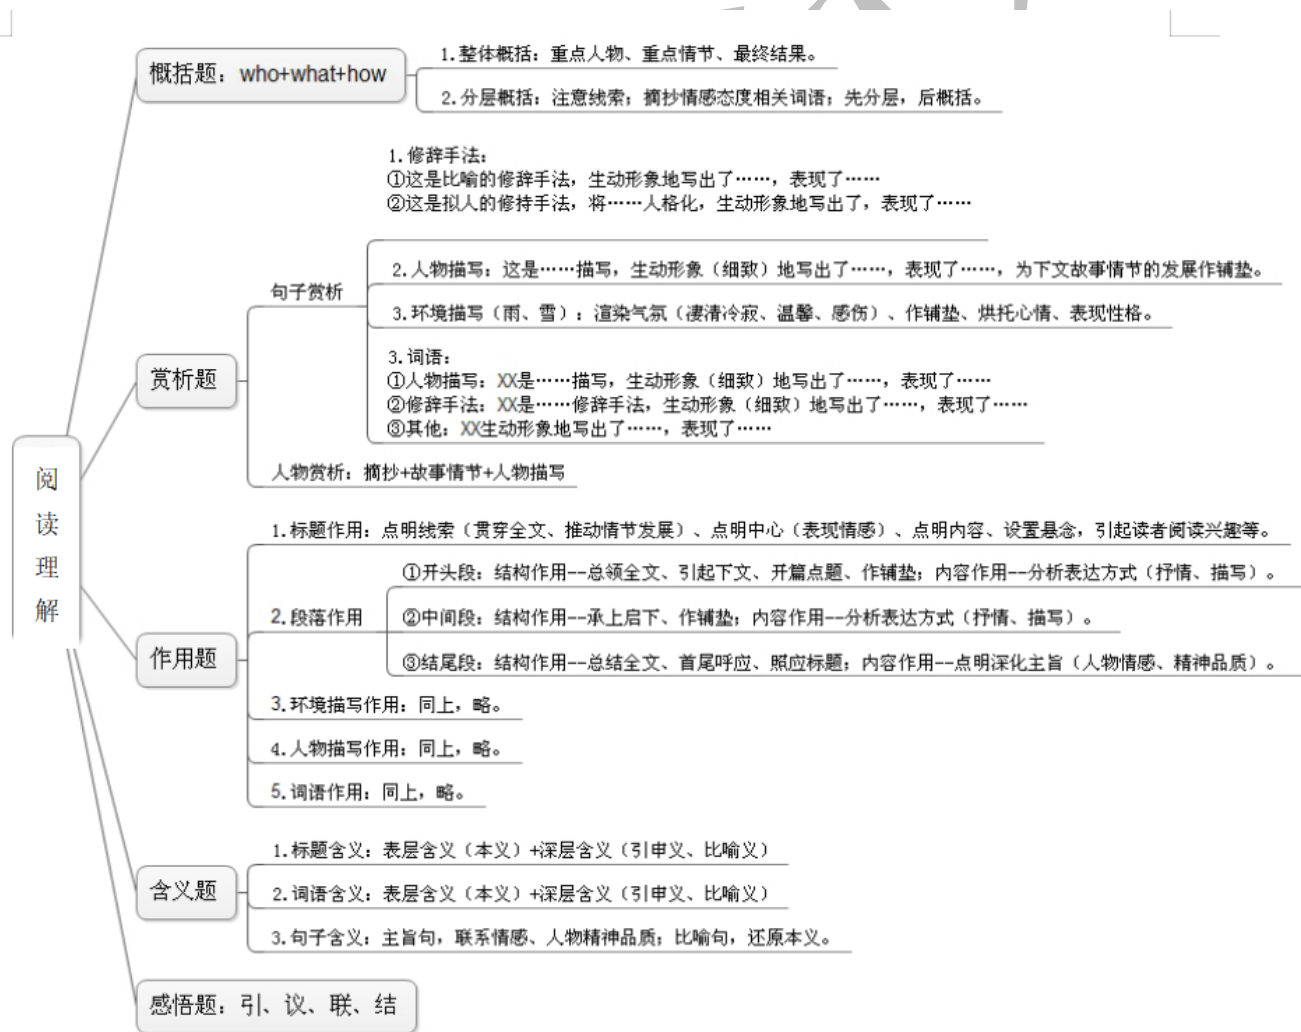 概括题：who+what+how
1.整体概括：重点人物、重点情节、最终结果。
2.分层概括：注意线索；摘抄情感态度相关词语；先分层，后概括。
1.修辞手法：
①这是比喻的修辞手法，生动形象地写出了……，表现了……
②这是拟人的修持手法，将……人格化，生动形象地写出了，表现了……
句子赏析
2.人物描写：这是……描写，生动形象（细致）地写出了……，表现了……，为下文故事情节的发展作铺垫。
3.环境描写（雨、雪）：渲染气氛（凄清冷寂、温馨、感伤）、作铺垫、烘托心情、表现性格。
3.词语：
①人物描写：XX是……描写，生动形象（细致）地写出了……，表现了……
②修辞手法：XX是……修辞手法，生动形象（细致）地写出了……，表现了……
③其他：XX生动形象地写出了……，表现了……
赏析题
人物赏析：摘抄+故事情节+人物描写
阅
读
理
解
1.标题作用：点明线索（贯穿全文、推动情节发展）、点明中心（表现情感）、点明内容、设置悬念，引起读者阅读兴趣等。
2.段落作用
①开头段：结构作用--总领全文、引起下文、开篇点题、作铺垫；内容作用--分析表达方式（抒情、描写）。
②中间段：结构作用--承上启下、作铺垫；内容作用--分析表达方式（抒情、描写）。
③结尾段：结构作用--总结全文、首尾呼应、照应标题；内容作用--点明深化主旨（人物情感、精神品质）。
作用题
3.环境描写作用：同上，略。
4.人物描写作用：同上，略。
5.词语作用：同上，略。
1.标题含义：表层含义（本义）+深层含义（引申义、比喻义）
含义题
2.词语含义：表层含义（本义）+深层含义（引申义、比喻义）
3.句子含义：主旨句，联系情感、人物精神品质；比喻句，还原本义。
感悟题：引、议、联、结